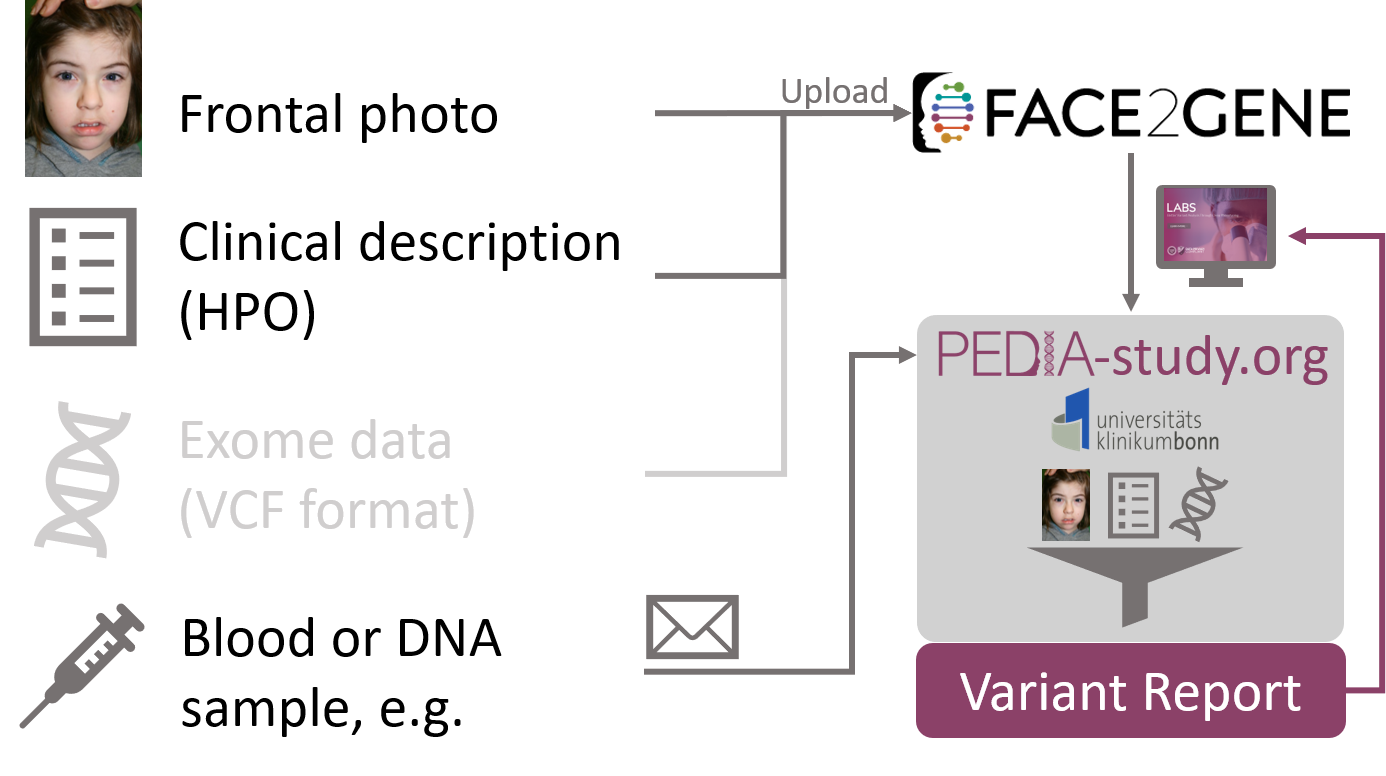 Frontal photo
Clinical description
(HPO)
Exome data
(VCF format)
Blood or DNA
sample, e.g.
Upload
FACE2GENE
LABS
PEDIA-study.org
universitäts
klinikumbonn
Variant Report